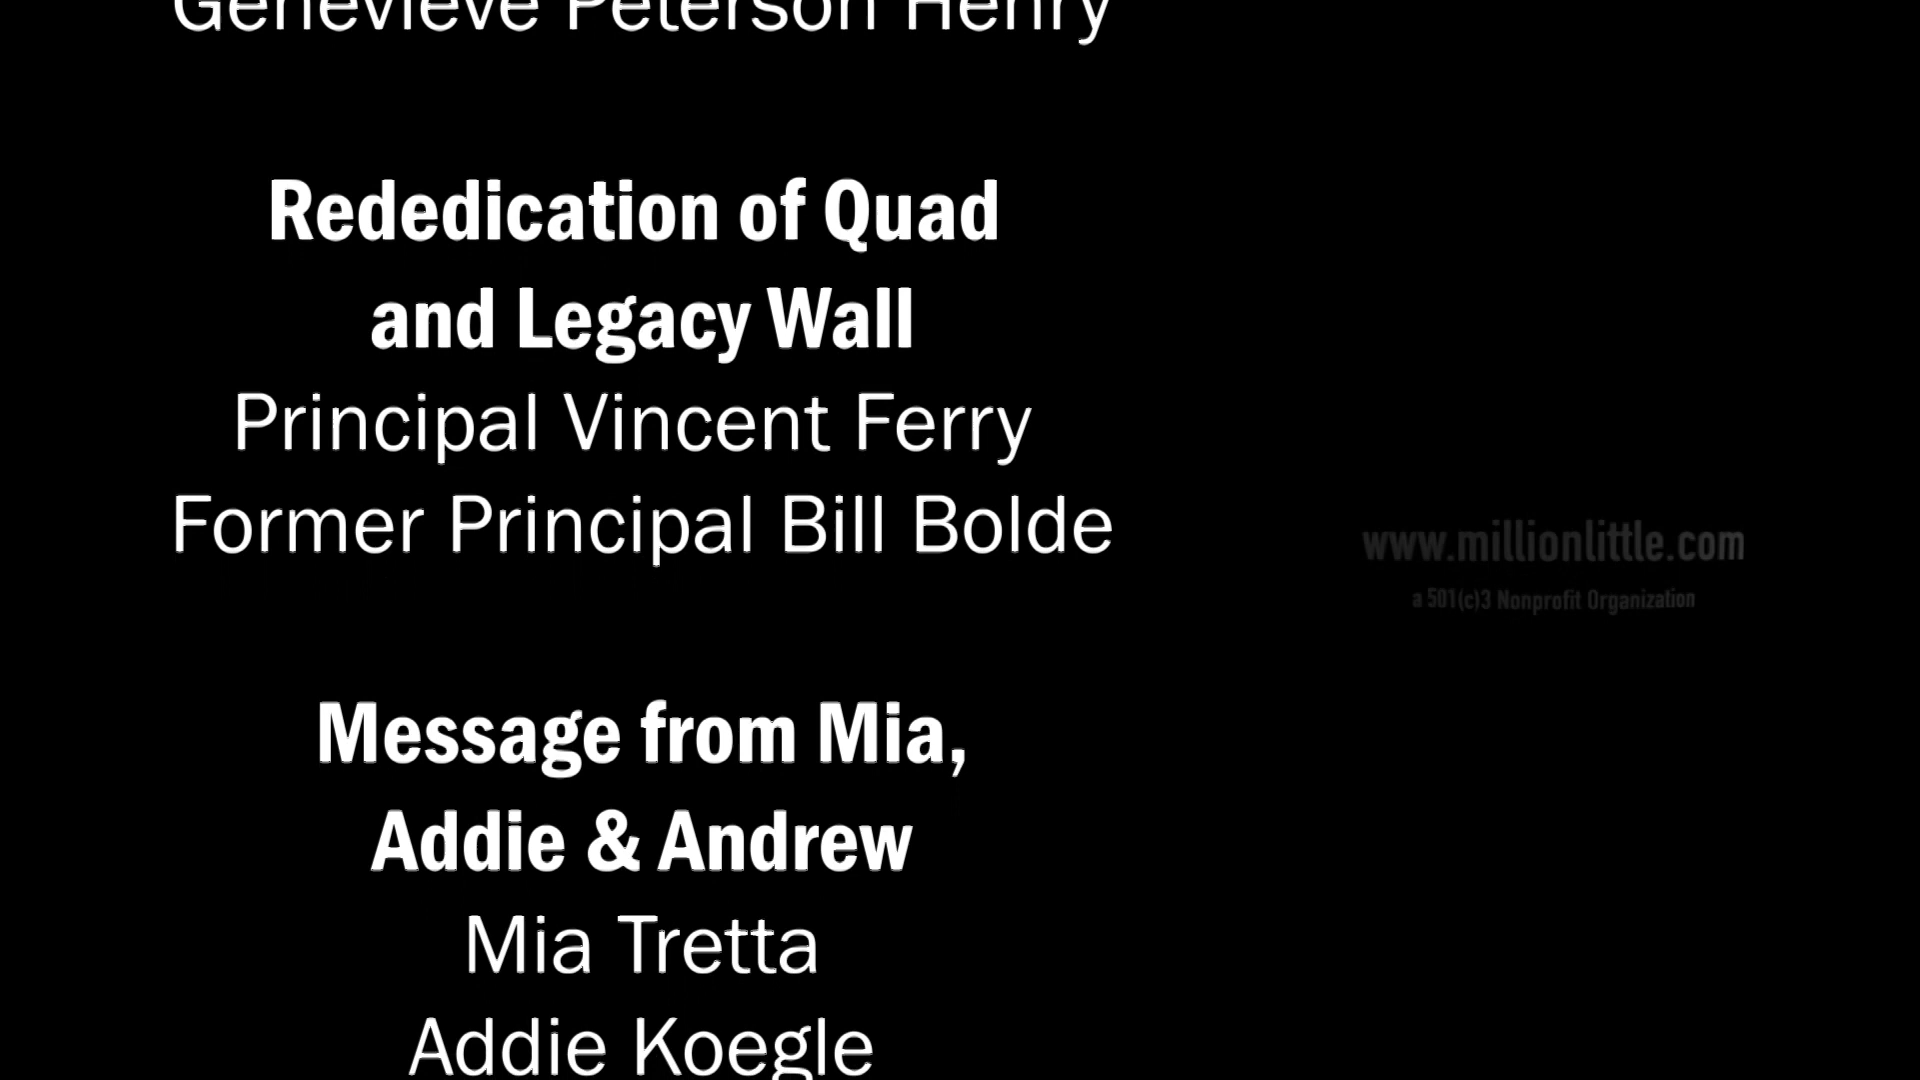 Genevieve Peterson Henry
Rededication of Quad
and Legacy Wall
Principal Vincent Ferry
Former Principal Bill Bolde
www.millionlittle.com
a 501(c)3 Nonprofit Organization
Message from Mia,
Addie & Andrew
Mia Tretta
Addie Koegle